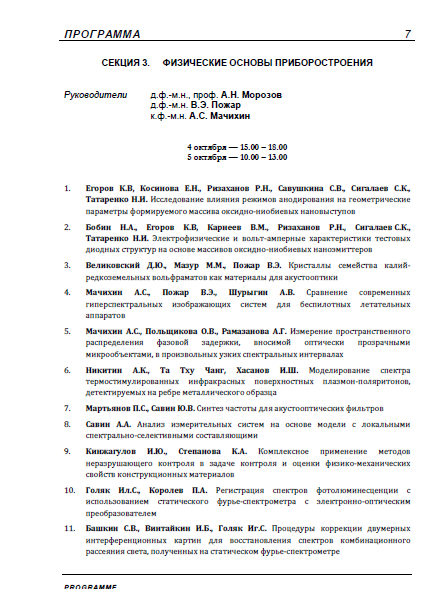 ПРОГРАММА 7
СЕКЦИЯ 3. ФИЗИЧЕСКИЕ ОСНОВЫ ПРИБОРОСТРОЕНИЯ
Руководители д.ф.-м.н., проф. А.Н. Морозов
д.ф.-м.н. В.Э. Пожар
к.ф.-м.н. А.С. Мачихин
4 октября — 15.00 – 18.00
5 октября — 10.00 – 13.00
1. Егоров К.В, Косинова Е.Н., Ризаханов Р.Н., Савушкина С.В., Сигалаев С.К.,
Татаренко Н.И. Исследование влияния режимов анодирования на геометрические
параметры формируемого массива оксидно-ниобиевых нановыступов
2. Бобин Н.А., Егоров К.В, Карнеев В.М., Ризаханов Р.Н., Сигалаев С.К.,
Татаренко Н.И. Электрофизические и вольт-амперные характеристики тестовых
диодных структур на основе массивов оксидно-ниобиевых наноэмиттеров
3. Великовский Д.Ю., Мазур М.М., Пожар В.Э. Кристаллы семейства калий-
редкоземельных вольфраматов как материалы для акустооптики
4. Мачихин А.С., Пожар В.Э., Шурыгин А.В. Сравнение современных
гиперспектральных изображающих систем для беспилотных летательных
аппаратов
5. Мачихин А.С., Польщикова О.В., Рамазанова А.Г. Измерение пространственного
распределения фазовой задержки, вносимой оптически прозрачными
микрообъектами, в произвольных узких спектральных интервалах
6. Никитин А.К., Та Тху Чанг, Хасанов И.Ш. Моделирование спектра
термостимулированных инфракрасных поверхностных плазмон-поляритонов,
детектируемых на ребре металлического образца
7. Мартьянов П.С., Савин Ю.В. Синтез частоты для акустооптических фильтров
8. Савин А.А. Анализ измерительных систем на основе модели с локальными
спектрально-селективными составляющими
9. Кинжагулов И.Ю., Степанова К.А. Комплексное применение методов
неразрушающего контроля в задаче контроля и оценки физико-механических
свойств конструкционных материалов
10. Голяк Ил.С., Королев П.А. Регистрация спектров фотолюминесценции с
использованием статического фурье-спектрометра с электронно-оптическим
преобразователем
11. Башкин С.В., Винтайкин И.Б., Голяк Иг.С. Процедуры коррекции двумерных
интерференционных картин для восстановления спектров комбинационного
рассеяния света, полученных на статическом фурье-спектрометре
PROGRAMME